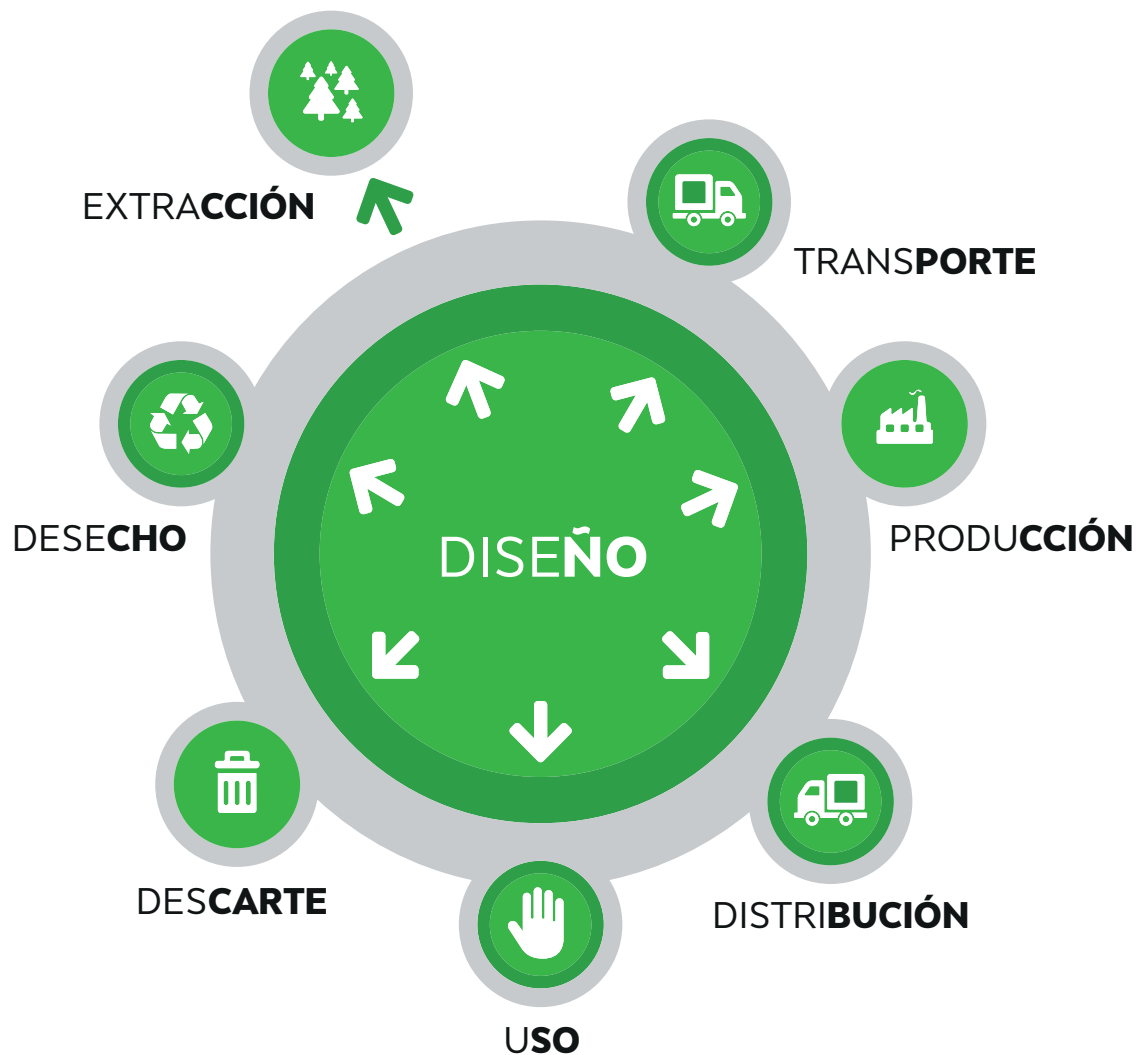 EXTRACCIÓN
TRANSPORTE
DESECHO
DISEÑO
PRODUCCIÓN
DESCARTE
DISTRIBUCIÓN
USO